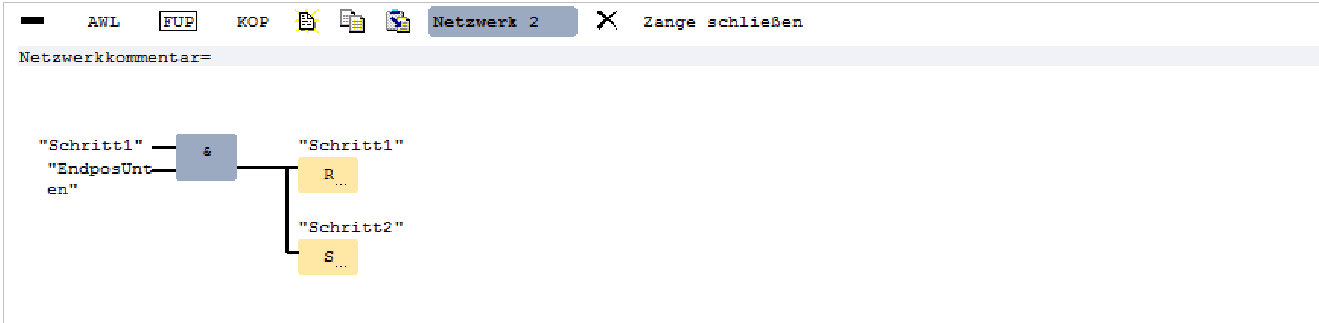 AWL FUP KOP Netzwerk 2 Zange schließen
Netzwerkkommentar=
"Schritt1" & "Schritt1"
"EndposUnt
R...
en"
"Schritt2"
S...